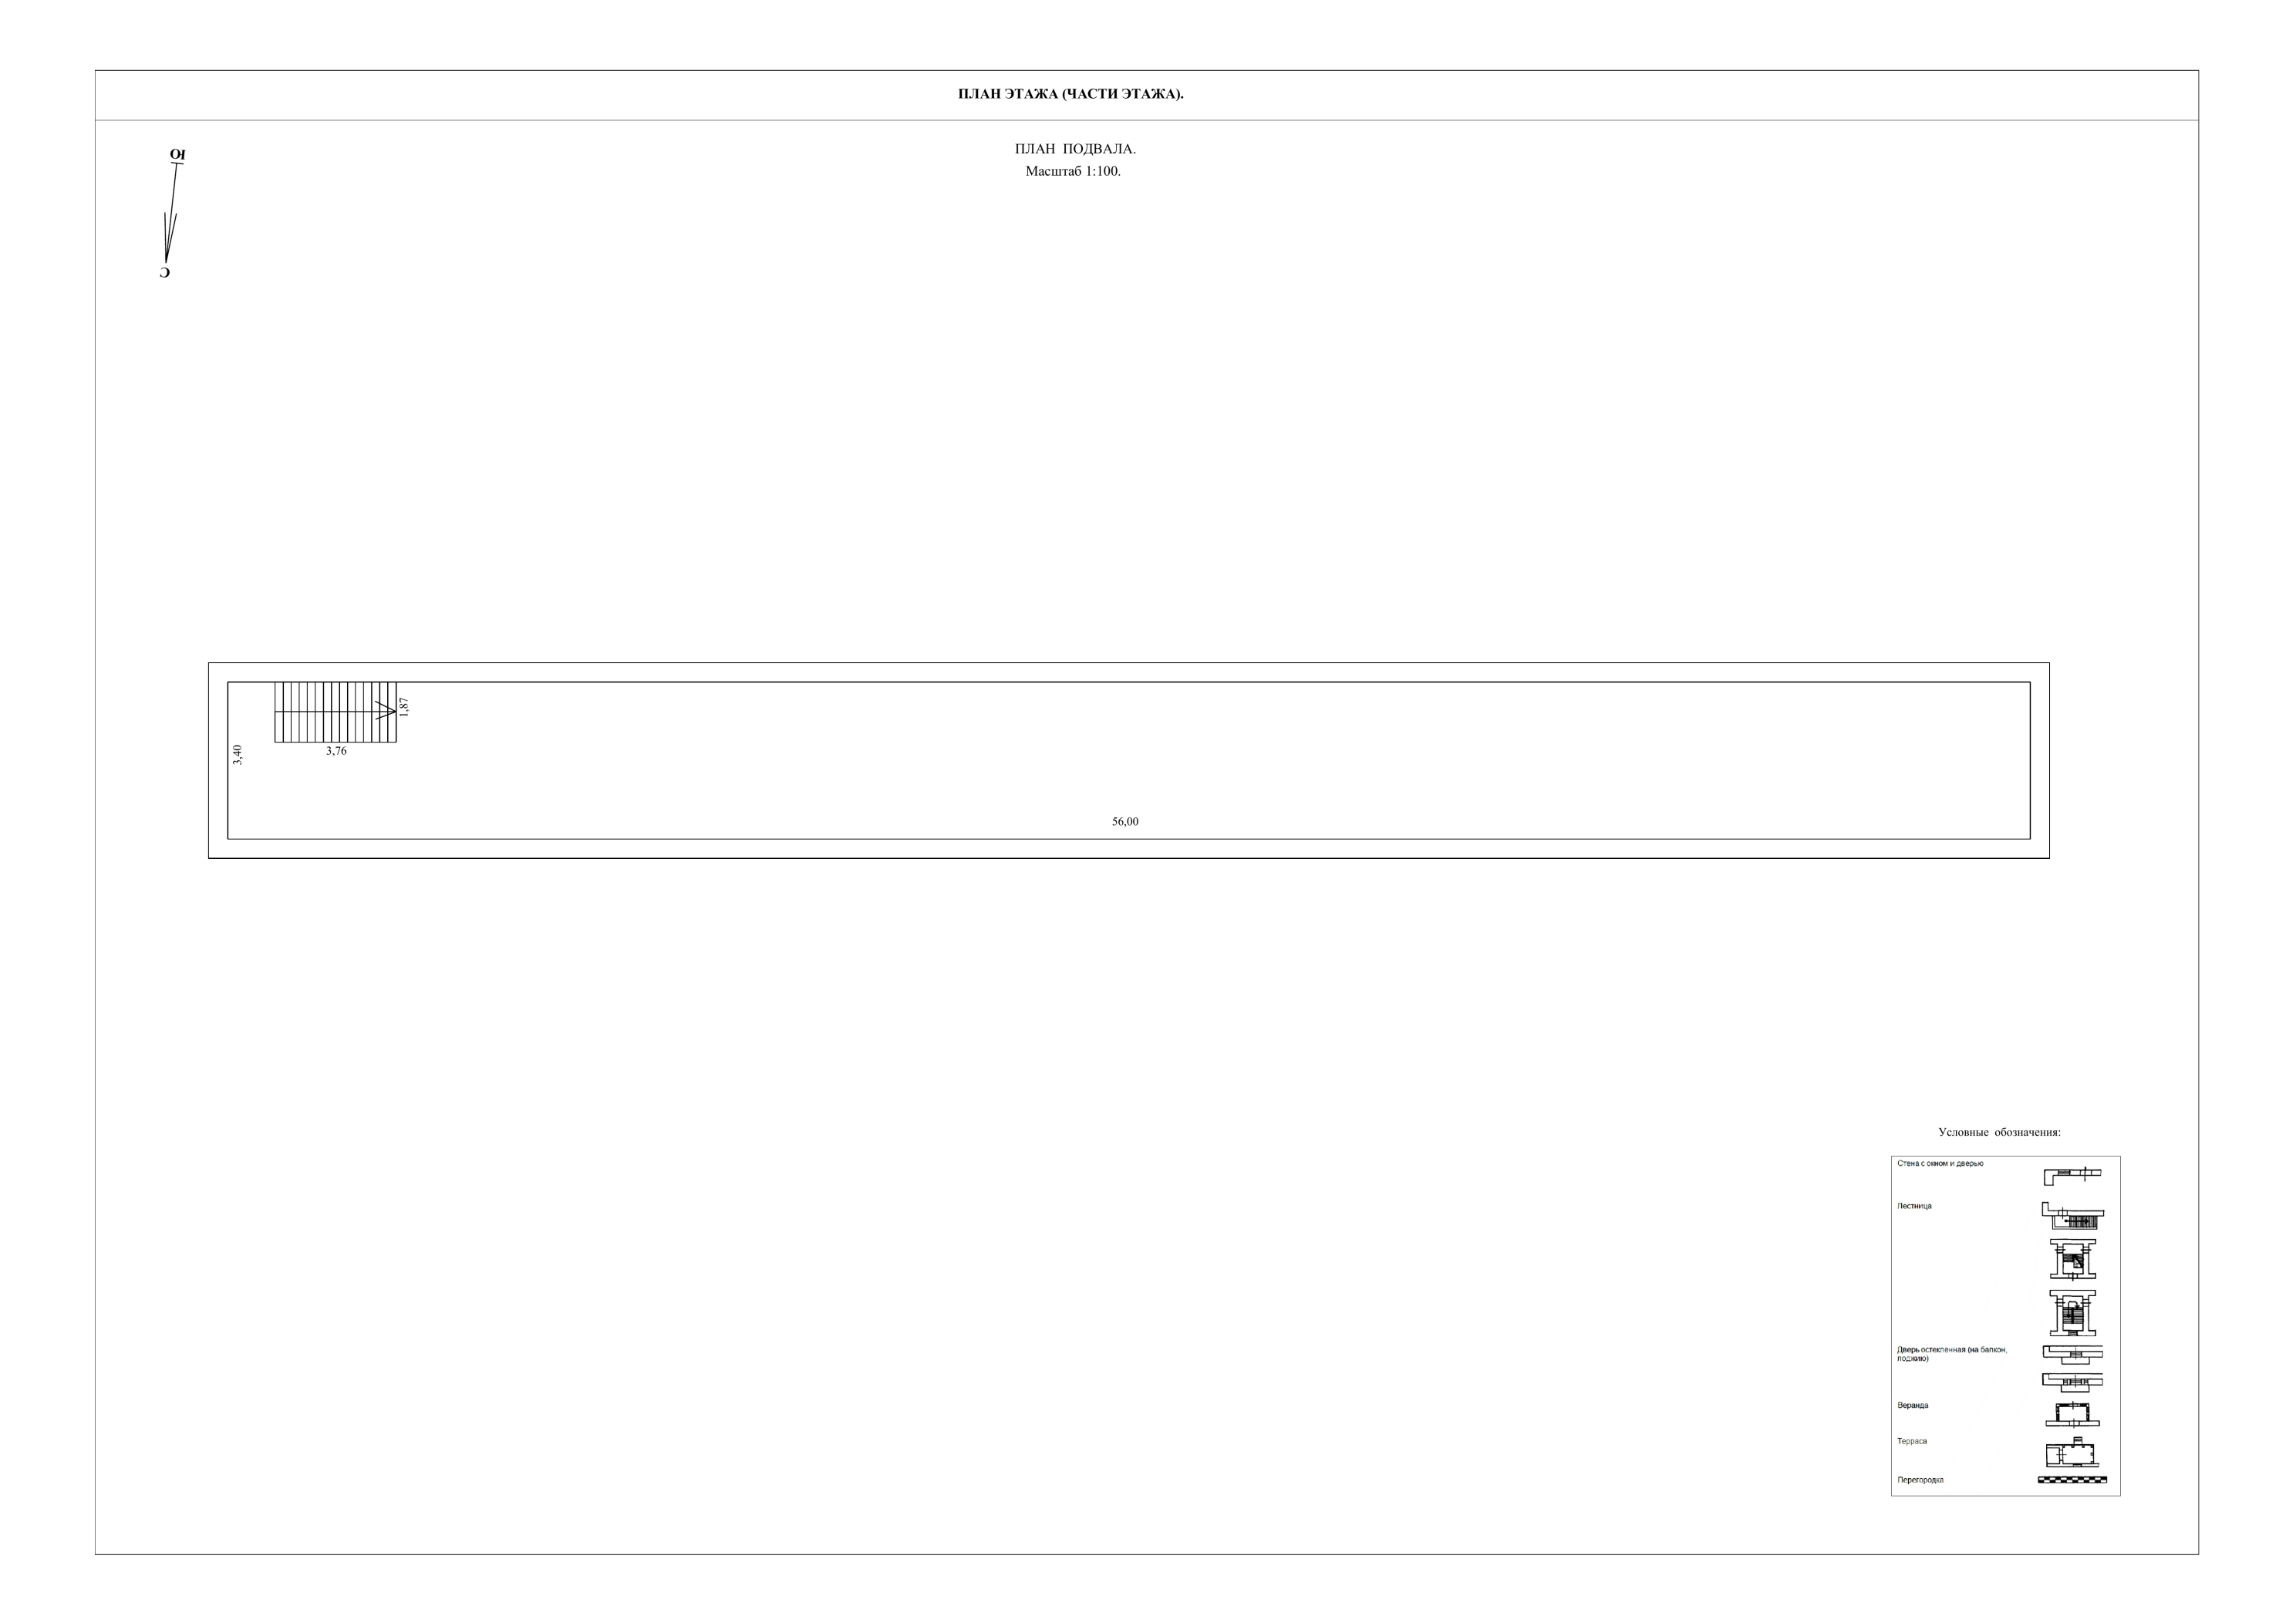 ПЛАН ЭТАЖА (ЧАСТИ ЭТАЖА).
ПЛАН ПОДВАЛА.
Масштаб 1:100.
Ю
С
1,87
3,76
3,40
56,00
Условные обозначения:
Стена с окном и дверью
Лестница
Дверь остекленная (на балкон,
лоджию)
Веранда
Терраса
Перегородка